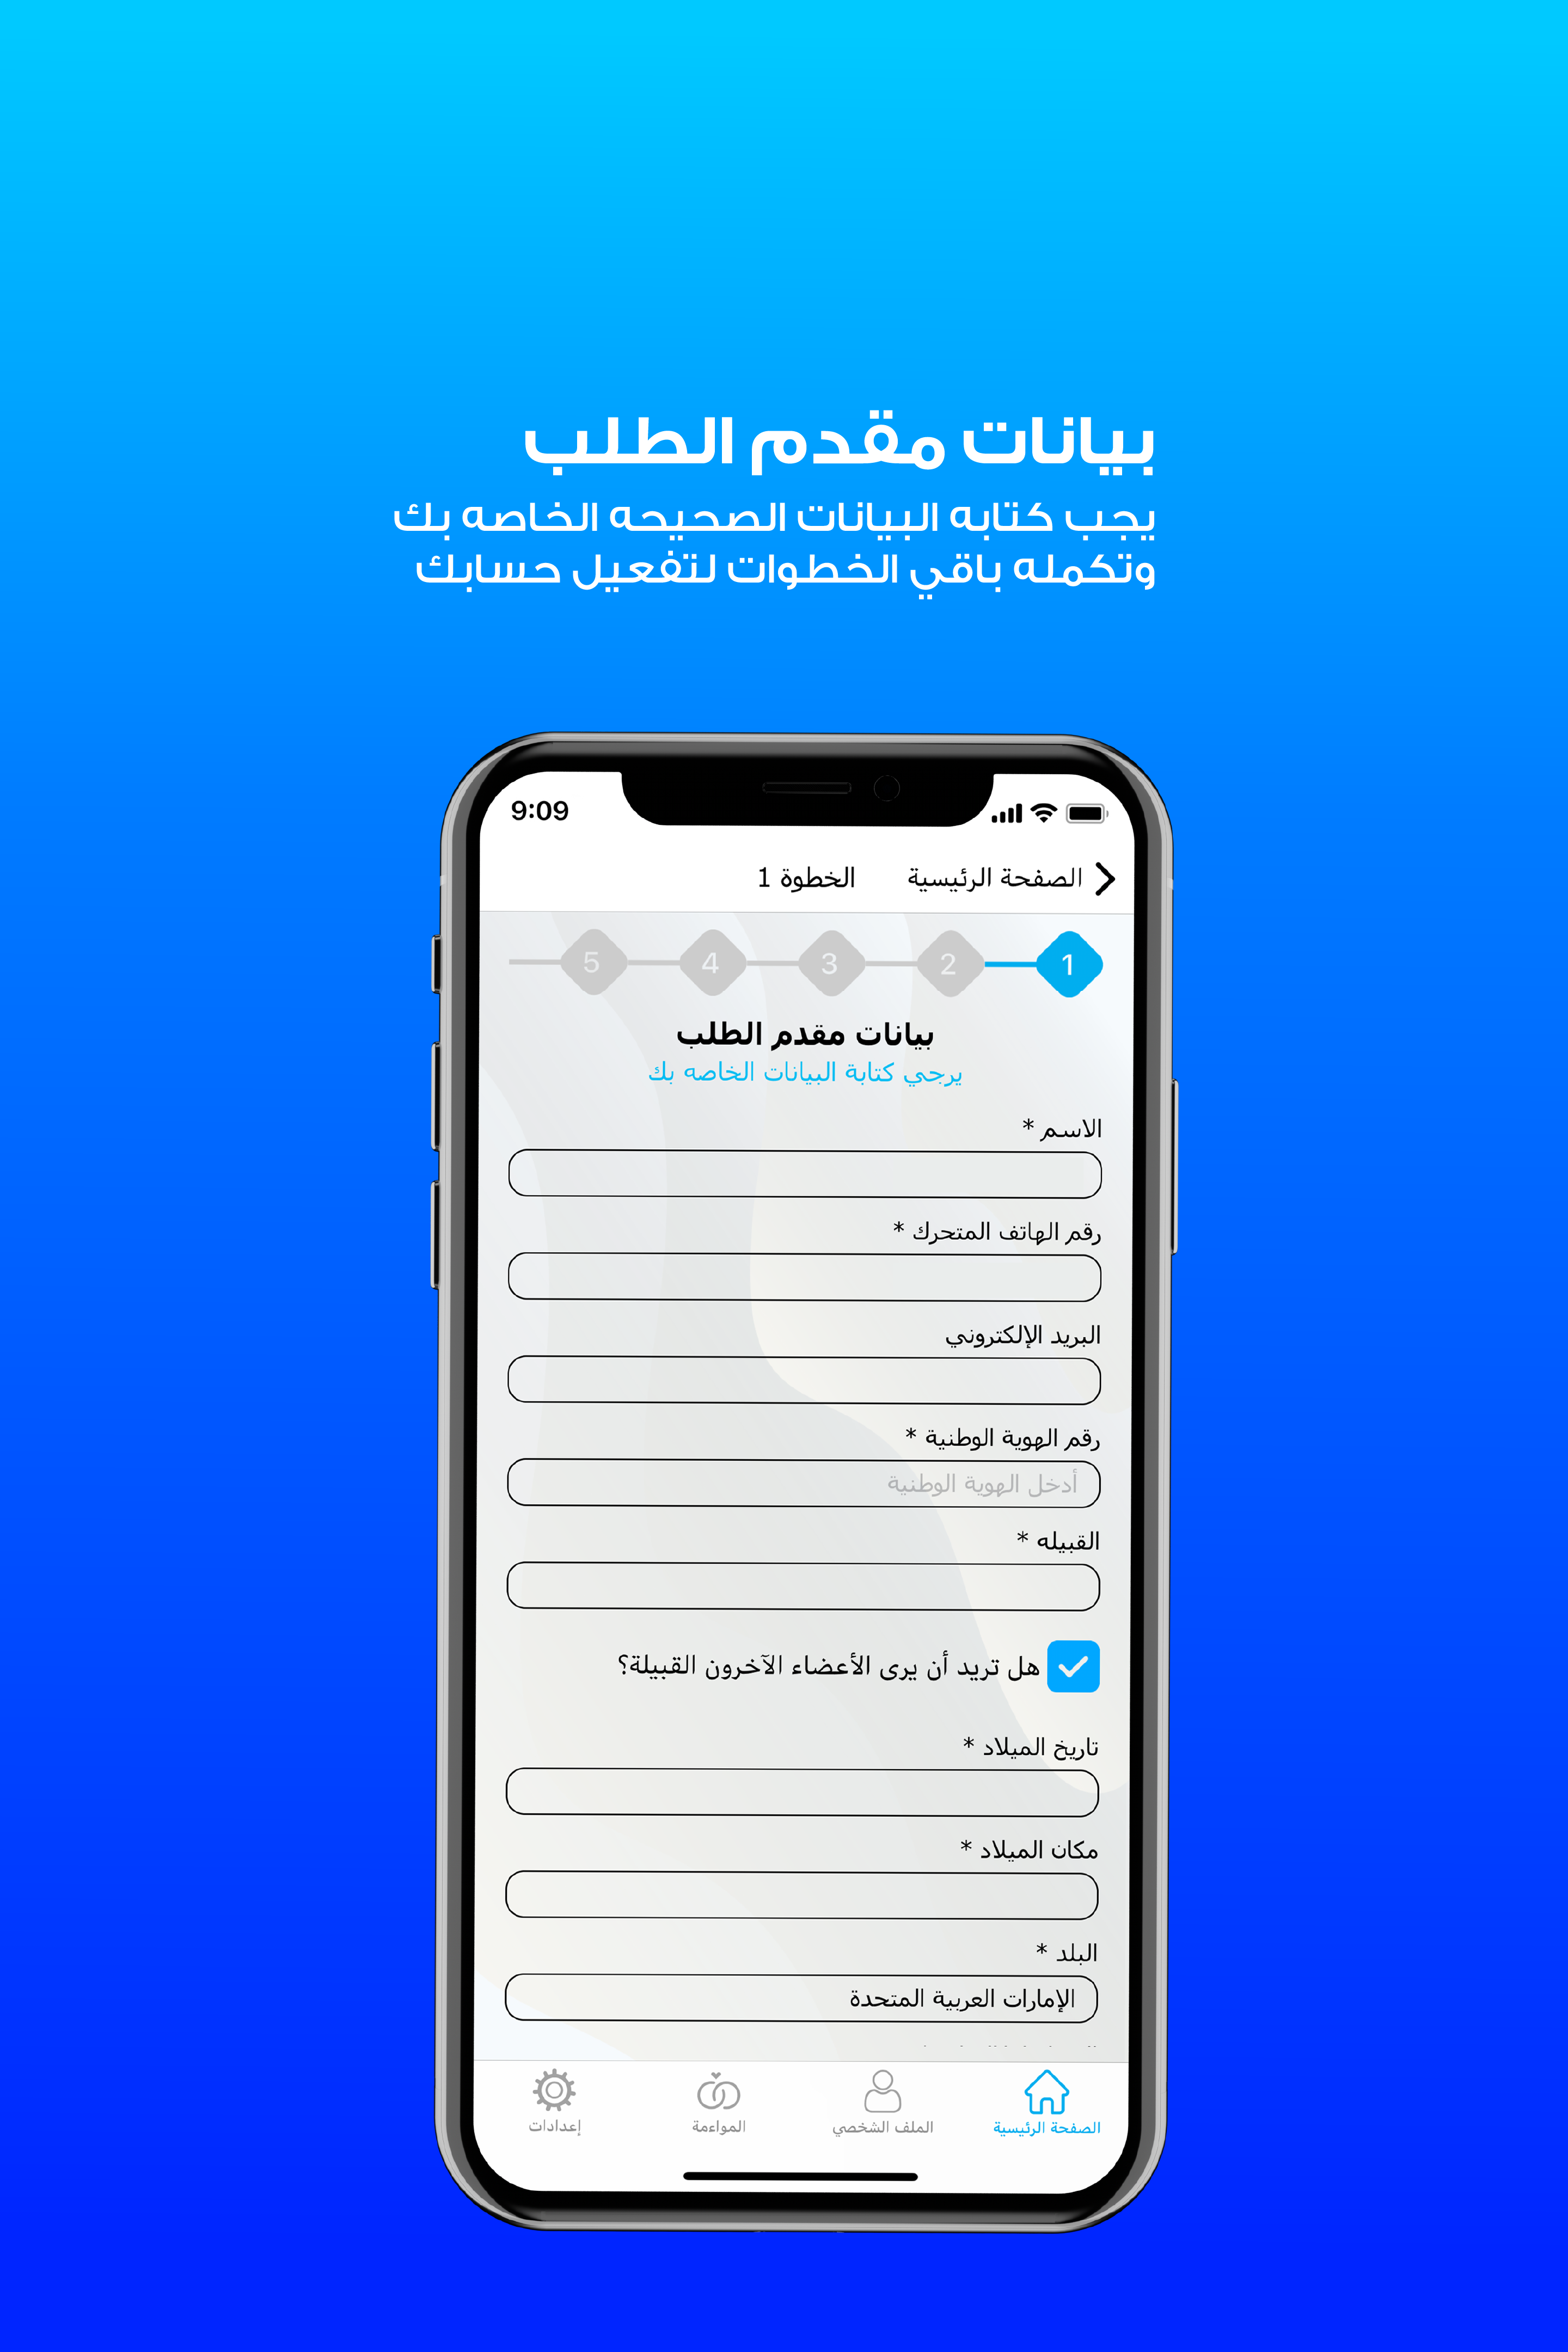 بيانات مقدم الطلب
يجب كتابه البيانات الصحيحه الخاصه بك
وتكمله باقي الخطوات لتفعيل حسابك
9:09
الصفحة الرئيسية
الخطوة 1
1 2 3 4 5
بيانات مقدم الطلب
يرجي كتابة البيانات الخاصه بك
الاسم *
رقم الهاتف المتحرك *
البريد الإلكتروني
رقم الهوية الوطنية *
أدخل الهوية الوطنية
القبيله *
هل تريد أن يرى الأعضاء الآخرون القبيلة؟
تاريخ الميلاد *
مكان الميلاد *
البلد *
الإمارات العربية المتحدة
الصفحة الرئيسية
الملف الشخصي
المواءمة
إعدادات